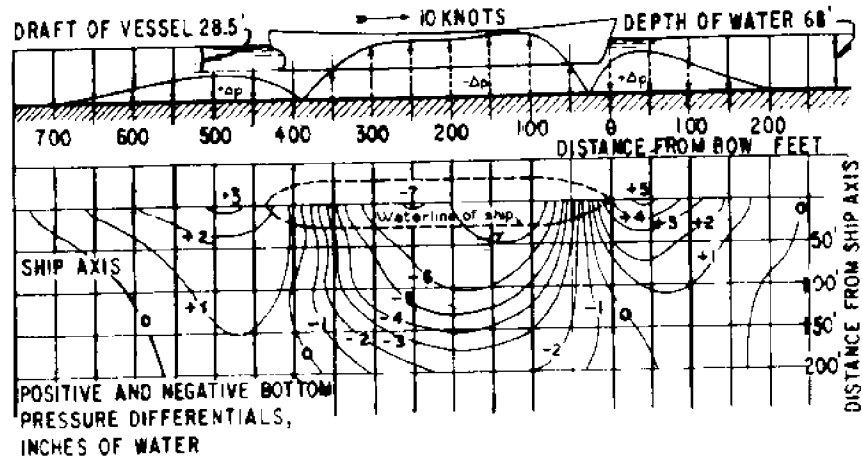 DRAFT OF VESSEL 28.5'
10 KNOTS
DEPTH OF WATER 68'
+Δp
-Δp
+Δp
700 600 500 400 300 200 100 0 100 200
DISTANCE FROM BOW FEET
+3
-7
+5
0
Waterline of ship
+4
+3
+2
+2
-7
50'
SHIP AXIS
+1
-6
100'
+1
-5
0
-1
-4
-1
0
150'
-2
-3
0
-2
200'
DISTANCE FROM SHIP AXIS
POSITIVE AND NEGATIVE BOTTOM
PRESSURE DIFFERENTIALS,
INCHES OF WATER